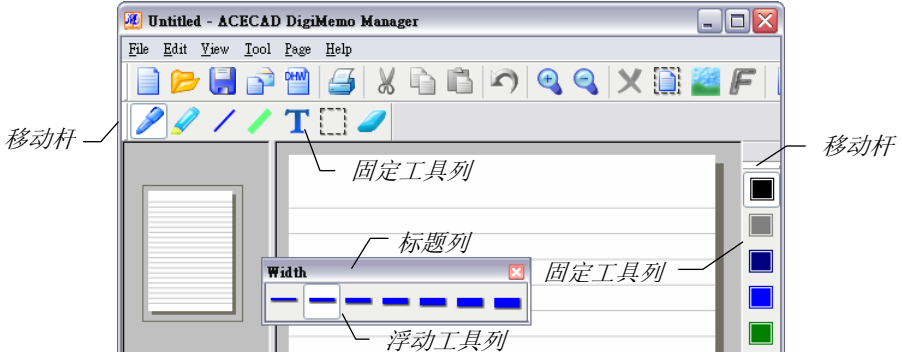 Untitled - ACECAD DigiMemo Manager
File Edit View Tool Page Help
DHW
移动杆
移动杆
固定工具列
标题列
Width
固定工具列
浮动工具列